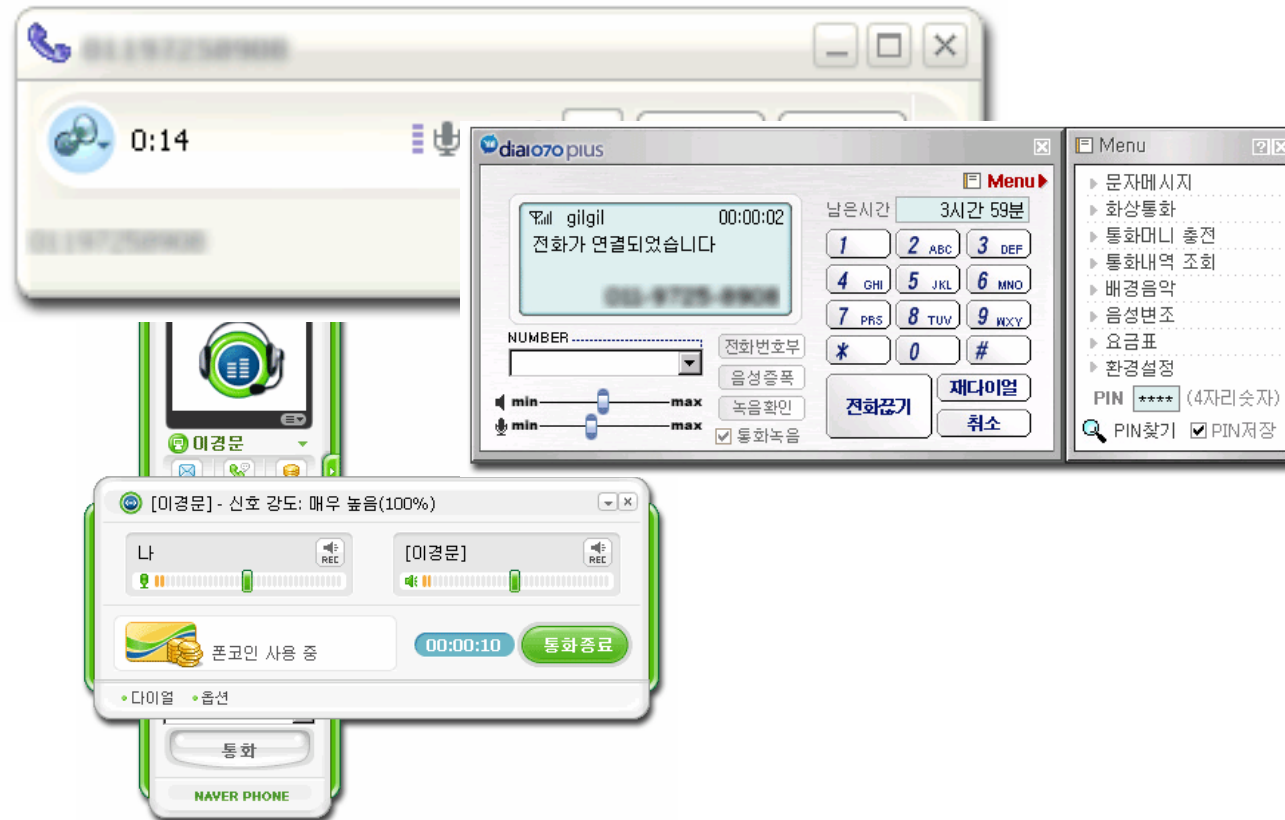 0:14
dial070 plus
Menu
gilgil 00:00:02
전화가 연결되었습니다
NUMBER
min max
min max
전화번호부
음성증폭
녹음확인
통화녹음
남은시간 3시간 59분
1 2 ABC 3 DEF
4 GHI 5 JKL 6 MNO
7 PRS 8 TUV 9 WXY
* 0 #
전화끊기
재다이얼
취소
Menu
문자메시지
화상통화
통화머니 충전
통화내역 조회
배경음악
음성변조
요금표
환경설정
PIN **** (4자리숫자)
PIN찾기 PIN저장
이경문
[이경문] - 신호 강도: 매우 높음(100%)
나 REC
[이경문] REC
폰코인 사용 중
00:00:10
통화종료
다이얼 옵션
통화
NAVER PHONE